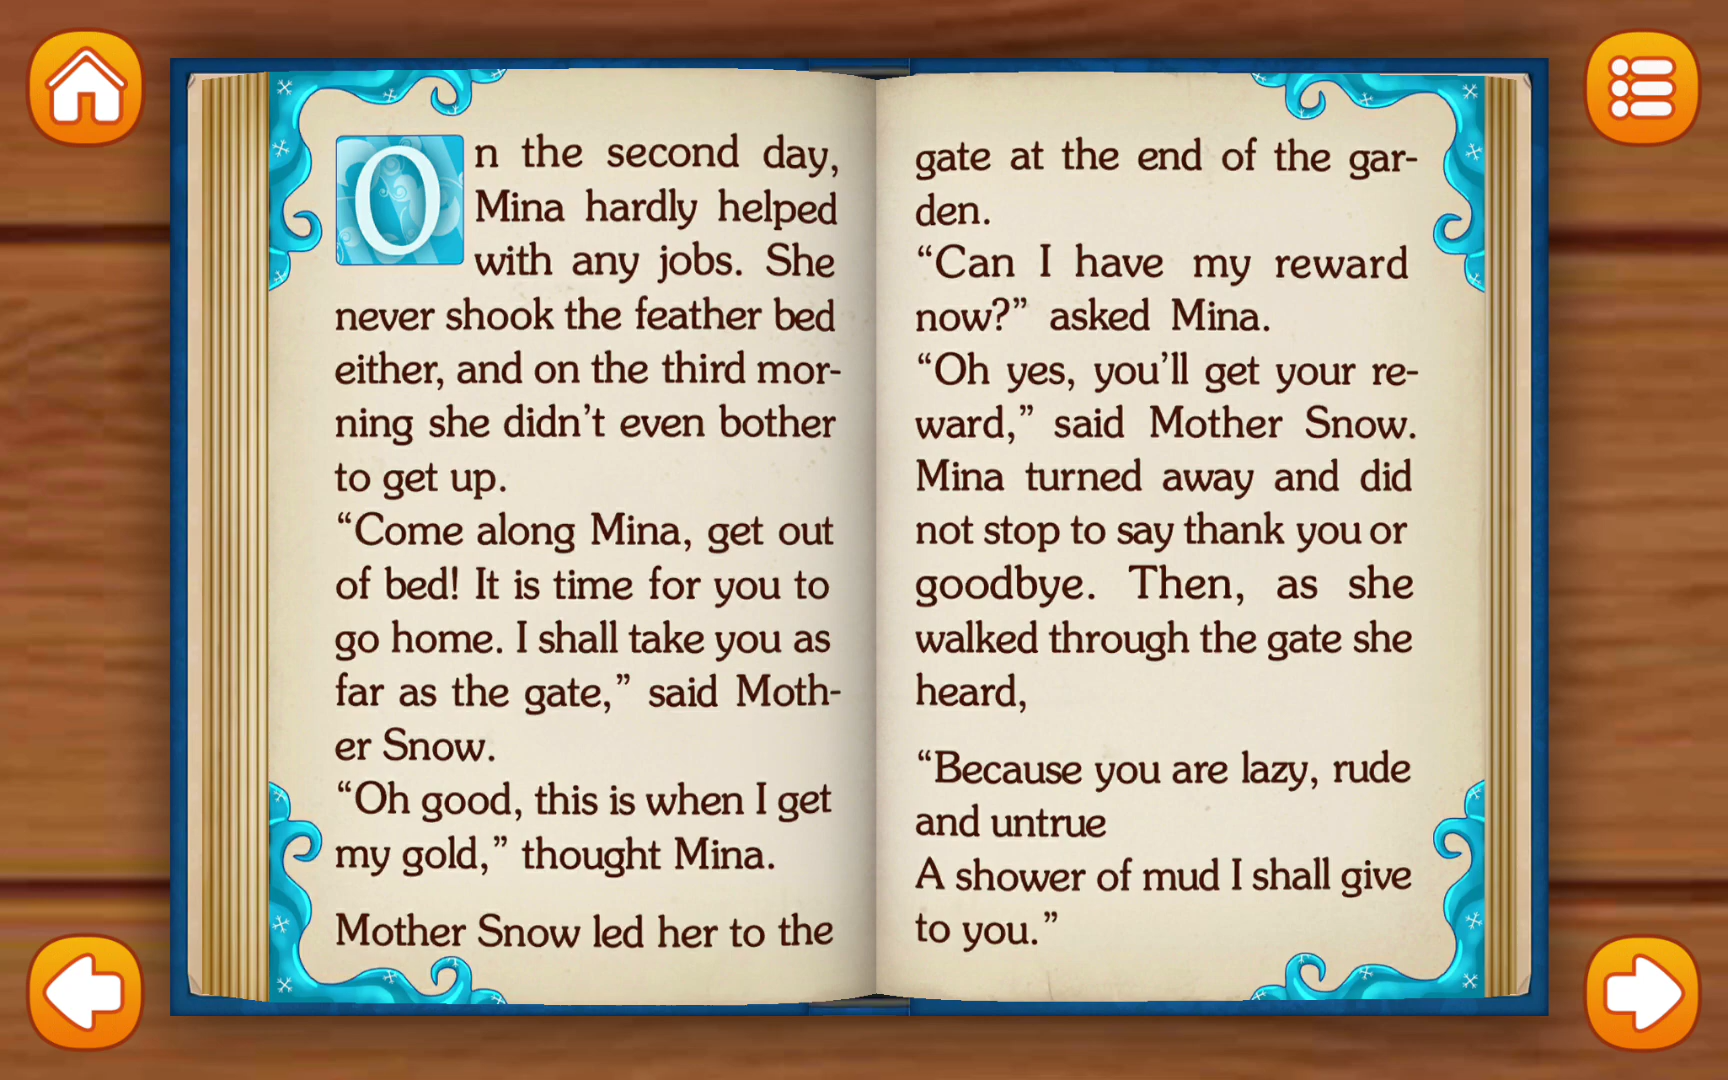 On the second day,
Mina hardly helped
with any jobs. She
never shook the feather bed
either, and on the third mor-
ning she didn’t even bother
to get up.
“Come along Mina, get out
of bed! It is time for you to
go home. I shall take you as
far as the gate,” said Moth-
er Snow.
“Oh good, this is when I get
my gold,” thought Mina.
Mother Snow led her to the
gate at the end of the gar-
den.
“Can I have my reward
now?” asked Mina.
“Oh yes, you’ll get your re-
ward,” said Mother Snow.
Mina turned away and did
not stop to say thank you or
goodbye. Then, as she
walked through the gate she
heard,
“Because you are lazy, rude
and untrue
A shower of mud I shall give
to you.”